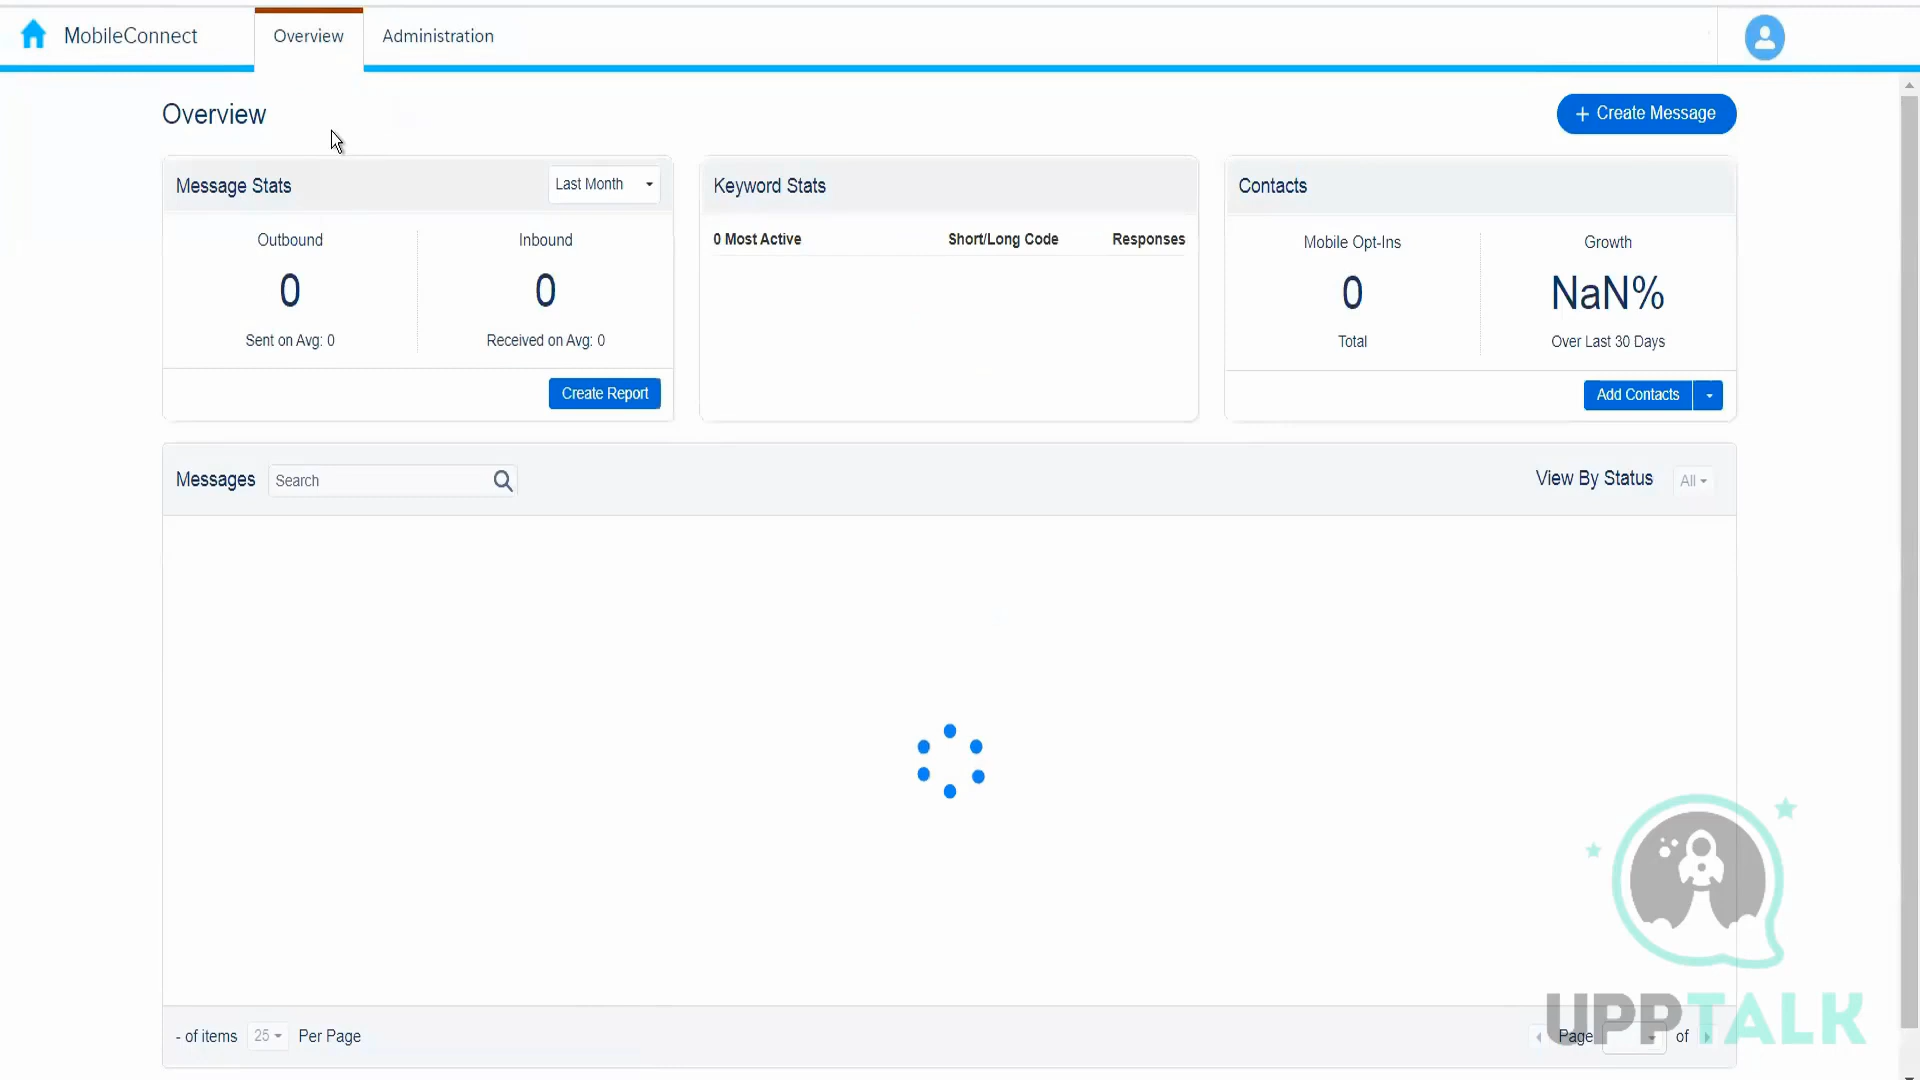 MobileConnect
Overview
Administration
Overview
+ Create Message
Message Stats
Last Month
Keyword Stats
Contacts
Outbound
0
Sent on Avg: 0
Inbound
0
Received on Avg: 0
Create Report
0 Most Active
Short/Long Code
Responses
Mobile Opt-Ins
0
Total
Growth
NaN%
Over Last 30 Days
Add Contacts
Messages
Search
View By Status
All
- of items
25
Per Page
Page
of
UPPTALK